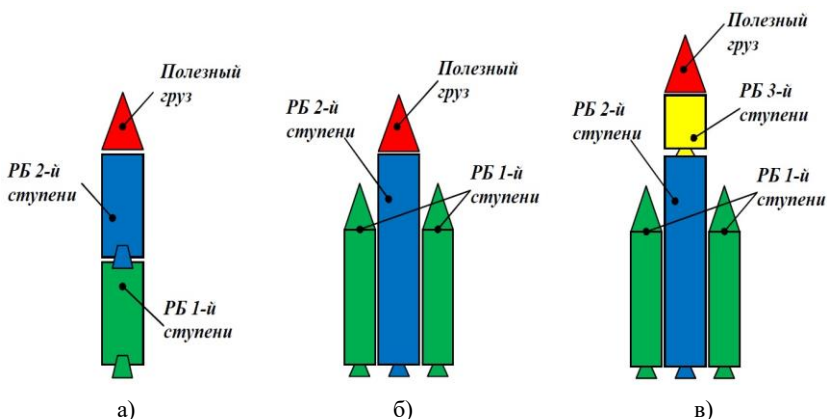 Полезный
груз
РБ 2-й
ступени
РБ 1-й
ступени
а)
Полезный
груз
РБ 2-й
ступени
РБ 1-й
ступени
б)
Полезный
груз
РБ 3-й
ступени
РБ 2-й
ступени
РБ 1-й
ступени
в)